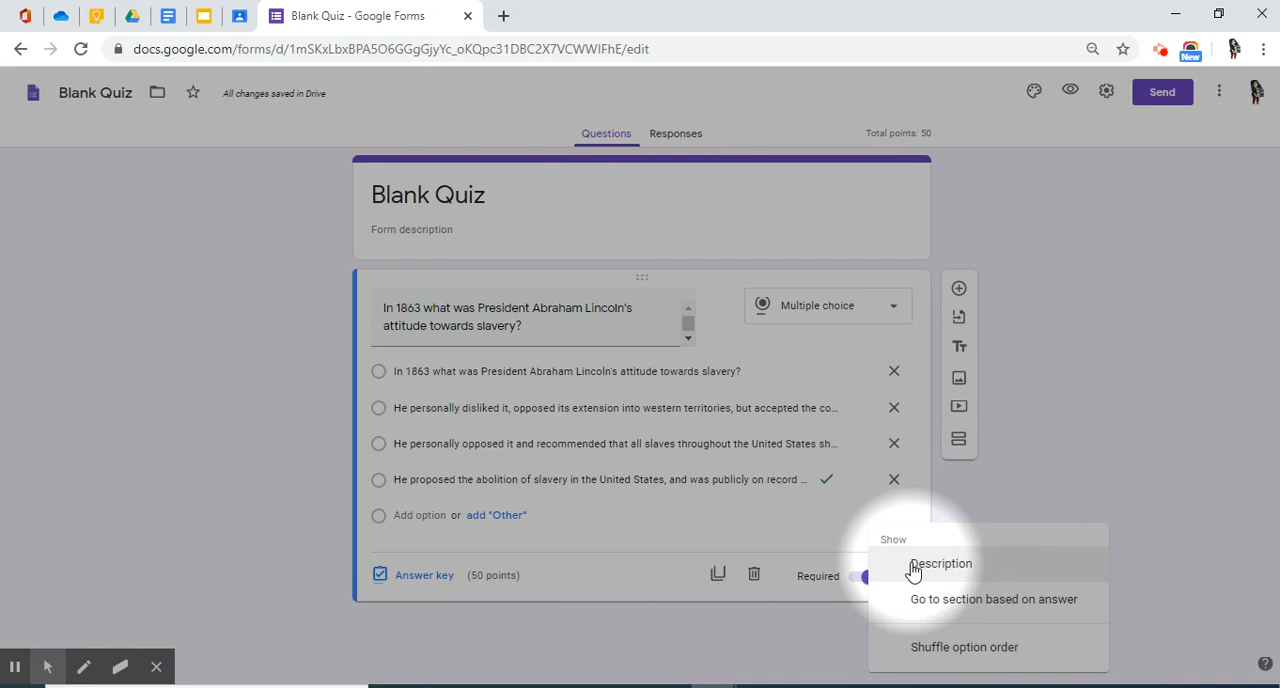 Blank Quiz - Google Forms
docs.google.com/forms/d/1mSKxLbxBPA5O6GGgGjyYc_oKQpc31DBC2X7VCWWIFhE/edit
New
Blank Quiz
All changes saved in Drive
Send
Questions
Responses
Total points: 50
Blank Quiz
Form description
In 1863 what was President Abraham Lincoln's
attitude towards slavery?
Multiple choice
In 1863 what was President Abraham Lincoln's attitude towards slavery?
He personally disliked it, opposed its extension into western territories, but accepted the co...
He personally opposed it and recommended that all slaves throughout the United States sh...
He proposed the abolition of slavery in the United States, and was publicly on record ...
Add option or add "Other"
Answer key (50 points)
Required
Show
Description
Go to section based on answer
Shuffle option order